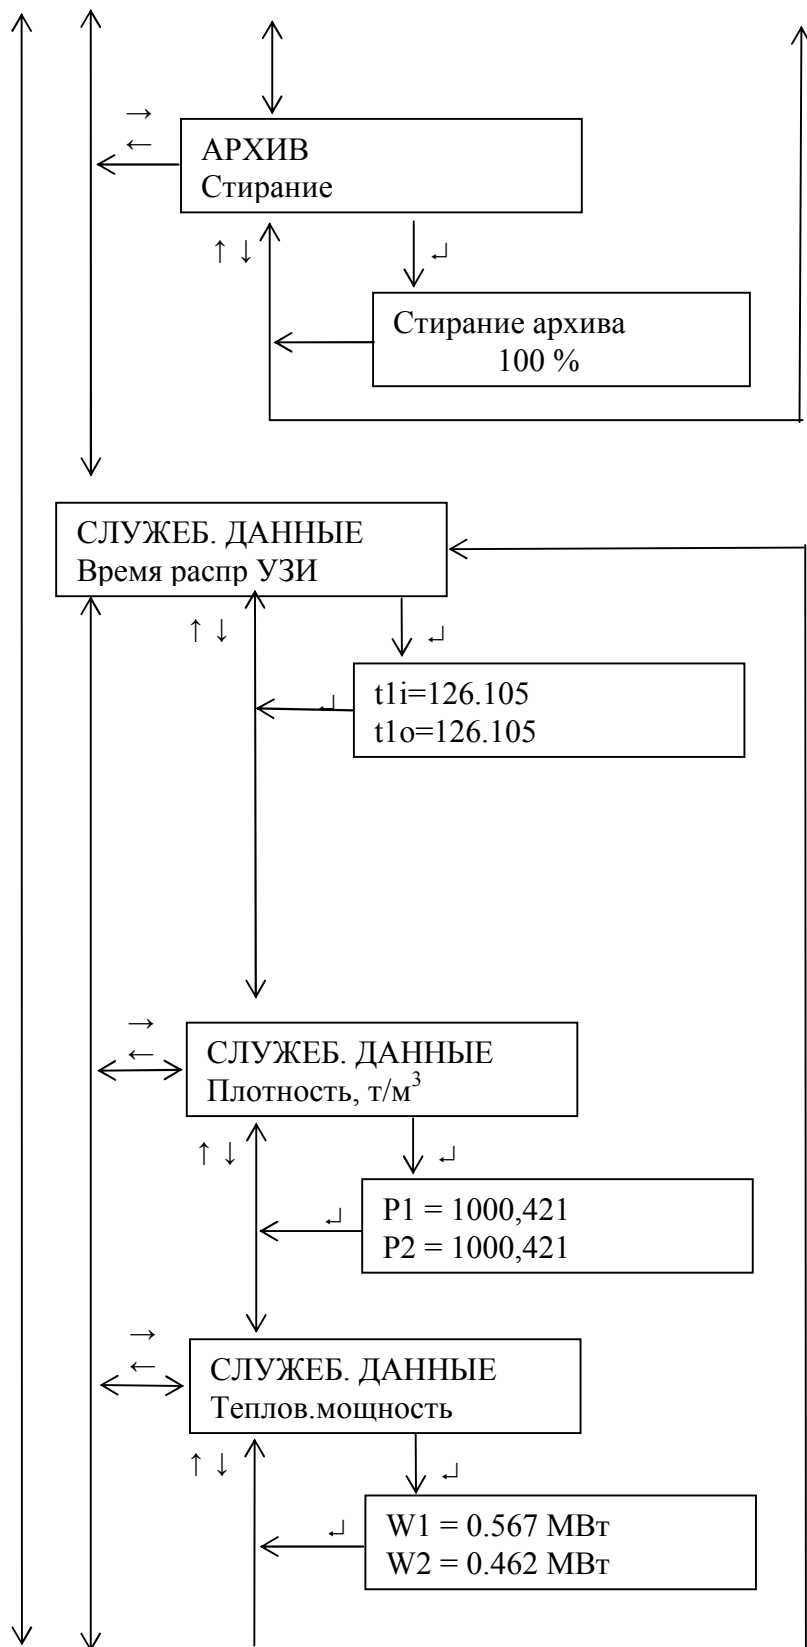 →
←
АРХИВ
Стирание
↑ ↓
↵
Стирание архива
100 %
СЛУЖЕБ. ДАННЫЕ
Время распр УЗИ
↑ ↓
↵
↵
t1i=126.105
t1o=126.105
→
←
СЛУЖЕБ. ДАННЫЕ
Плотность, т/м³
↑ ↓
↵
↵
P1 = 1000,421
P2 = 1000,421
→
←
СЛУЖЕБ. ДАННЫЕ
Теплов.мощность
↑ ↓
↵
↵
W1 = 0.567 МВт
W2 = 0.462 МВт